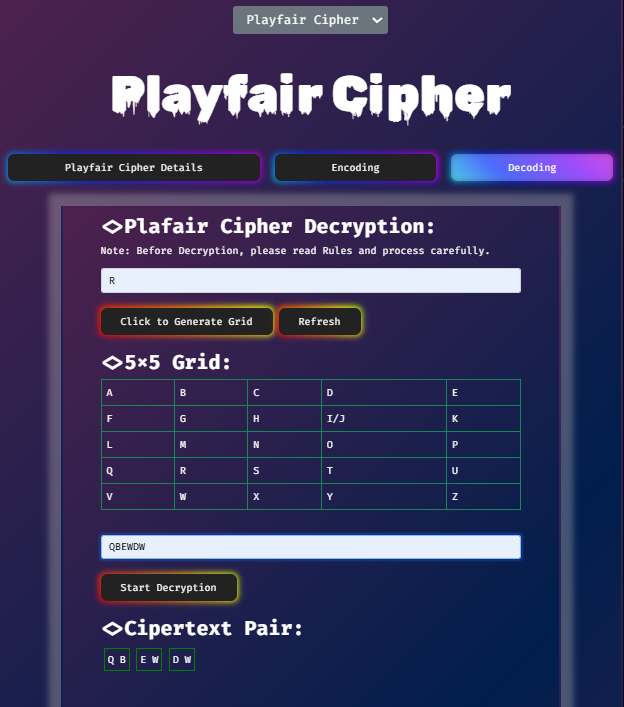 Playfair Cipher
Playfair Cipher
Playfair Cipher Details Encoding Decoding
<>Plafair Cipher Decryption:
Note: Before Decryption, please read Rules and process carefully.
R
Click to Generate Grid Refresh
<>5×5 Grid:
A B C D E
F G H I/J K
L M N O P
Q R S T U
V W X Y Z
QBEWDW
Start Decryption
<>Cipertext Pair:
Q B E W D W